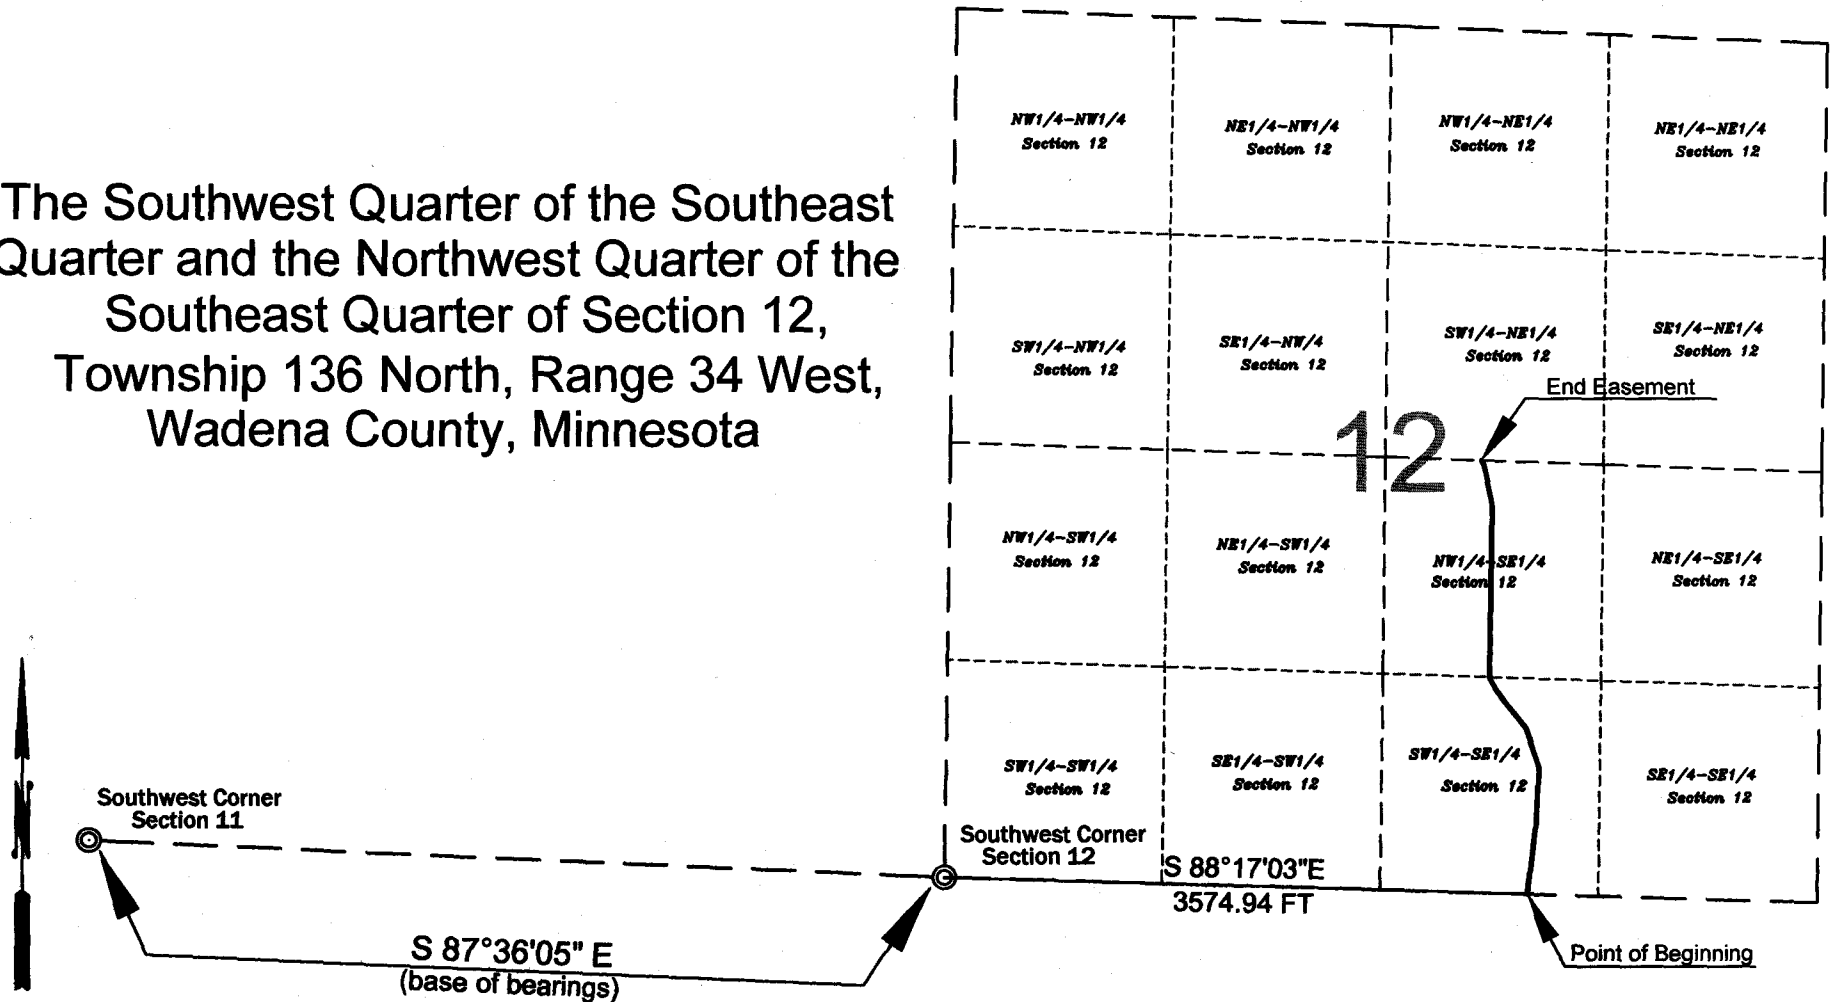 The Southwest Quarter of the Southeast
Quarter and the Northwest Quarter of the
Southeast Quarter of Section 12,
Township 136 North, Range 34 West,
Wadena County, Minnesota
NW1/4-NW1/4
Section 12
NE1/4-NW1/4
Section 12
NW1/4-NE1/4
Section 12
NE1/4-NE1/4
Section 12
SW1/4-NW1/4
Section 12
SE1/4-NW/4
Section 12
SW1/4-NE1/4
Section 12
SE1/4-NE1/4
Section 12
End Easement
12
NW1/4-SW1/4
Section 12
NE1/4-SW1/4
Section 12
NW1/4-SE1/4
Section 12
NE1/4-SE1/4
Section 12
SW1/4-SW1/4
Section 12
SE1/4-SW1/4
Section 12
SW1/4-SE1/4
Section 12
SE1/4-SE1/4
Section 12
N
Southwest Corner
Section 11
Southwest Corner
Section 12
S 88°17'03"E
3574.94 FT
S 87°36'05" E
(base of bearings)
Point of Beginning